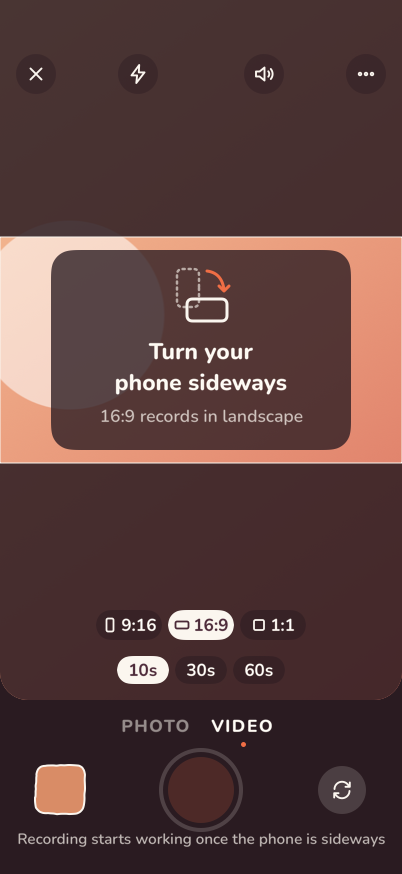 Turn your
phone sideways
16:9 records in landscape
9:16 16:9 1:1
10s 30s 60s
PHOTO VIDEO
Recording starts working once the phone is sideways